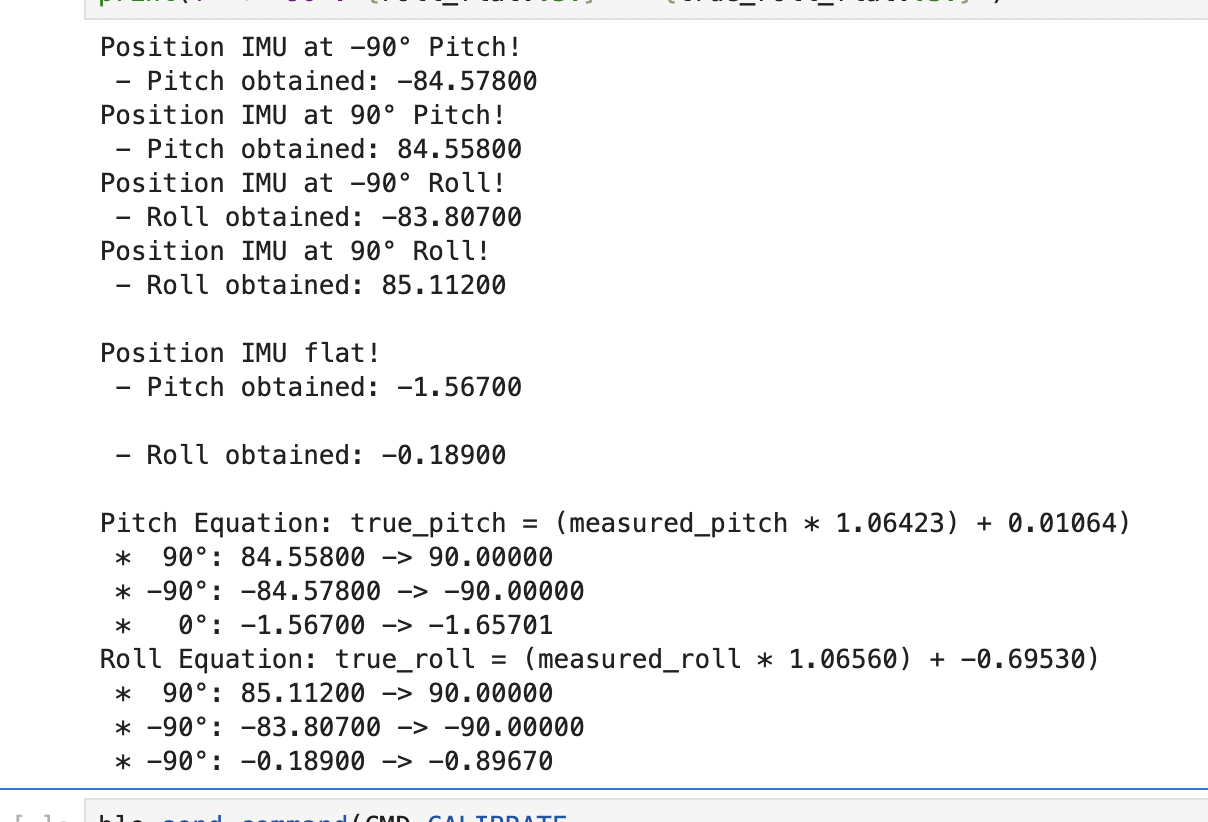 Position IMU at −90° Pitch!
− Pitch obtained: −84.57800
Position IMU at 90° Pitch!
− Pitch obtained: 84.55800
Position IMU at −90° Roll!
− Roll obtained: −83.80700
Position IMU at 90° Roll!
− Roll obtained: 85.11200
Position IMU flat!
− Pitch obtained: −1.56700
− Roll obtained: −0.18900
Pitch Equation: true_pitch = (measured_pitch * 1.06423) + 0.01064)
*  90°: 84.55800 −> 90.00000
* −90°: −84.57800 −> −90.00000
*   0°: −1.56700 −> −1.65701
Roll Equation: true_roll = (measured_roll * 1.06560) + −0.69530)
*  90°: 85.11200 −> 90.00000
* −90°: −83.80700 −> −90.00000
* −90°: −0.18900 −> −0.89670
ble.send_command(CMD.CALIBRATE